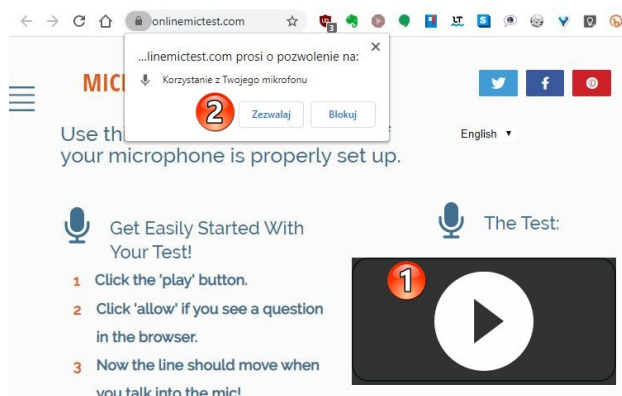 onlinemictest.com
...linemictest.com prosi o pozwolenie na:
Korzystanie z Twojego mikrofonu
2
Zezwalaj
Blokuj
MIC
Use th
your microphone is properly set up.
English
Get Easily Started With
Your Test!
1 Click the 'play' button.
2 Click 'allow' if you see a question
in the browser.
3 Now the line should move when
you talk into the mic!
The Test:
1